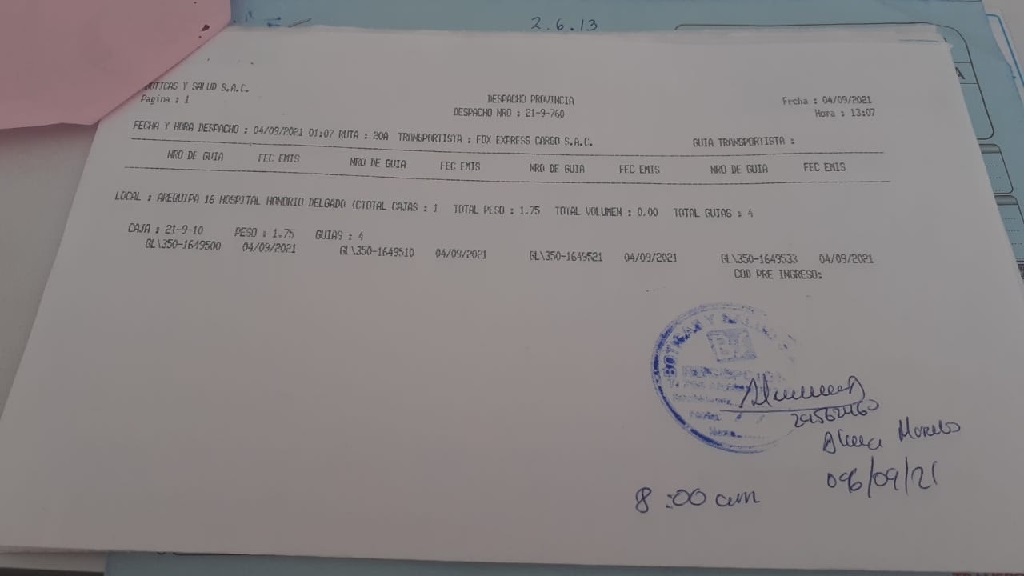 2.6.13
BOTICAS Y SALUD S.A.C.
Pagina : 1
DESPACHO PROVINCIA
DESPACHO NRO : 21-9-760
Fecha : 04/09/2021
Hora : 13:07
FECHA Y HORA DESPACHO : 04/09/2021 01:07 RUTA : 20A TRANSPORTISTA : FOX EXPRESS CARGO S.A.C. GUIA TRANSPORTISTA :
NRO DE GUIA FEC EMIS NRO DE GUIA FEC EMIS NRO DE GUIA FEC EMIS NRO DE GUIA FEC EMIS
LOCAL : AREQUIPA 16 HOSPITAL HONORIO DELGADO (C)TOTAL CAJAS : 1 TOTAL PESO : 1.75 TOTAL VOLUMEN : 0.00 TOTAL GUIAS : 4
CAJA : 21-9-10 PESO : 1.75 GUIAS : 4
GL\350-1649500 04/09/2021 GL\350-1649510 04/09/2021 GL\350-1649521 04/09/2021 GL\350-1649533 04/09/2021
COD PRE INGRESO:
BOTICAS Y
29562460
06/09/21
8:00 am